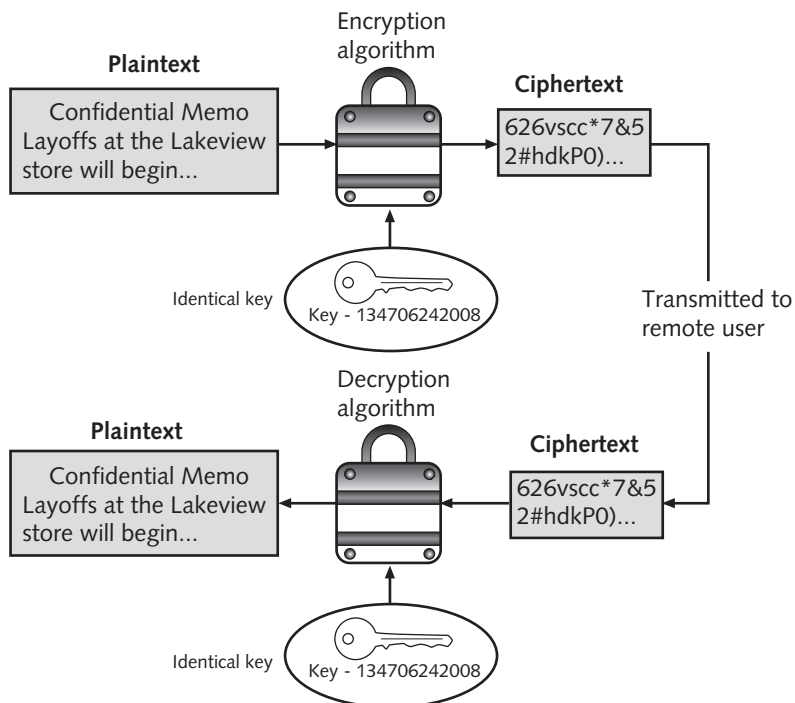 Encryption
algorithm
Plaintext
Ciphertext
Confidential Memo
Layoffs at the Lakeview
store will begin...
626vscc*7&5
2#hdkP0)...
Identical key
Key - 134706242008
Transmitted to
remote user
Decryption
algorithm
Plaintext
Ciphertext
Confidential Memo
Layoffs at the Lakeview
store will begin...
626vscc*7&5
2#hdkP0)...
Identical key
Key - 134706242008